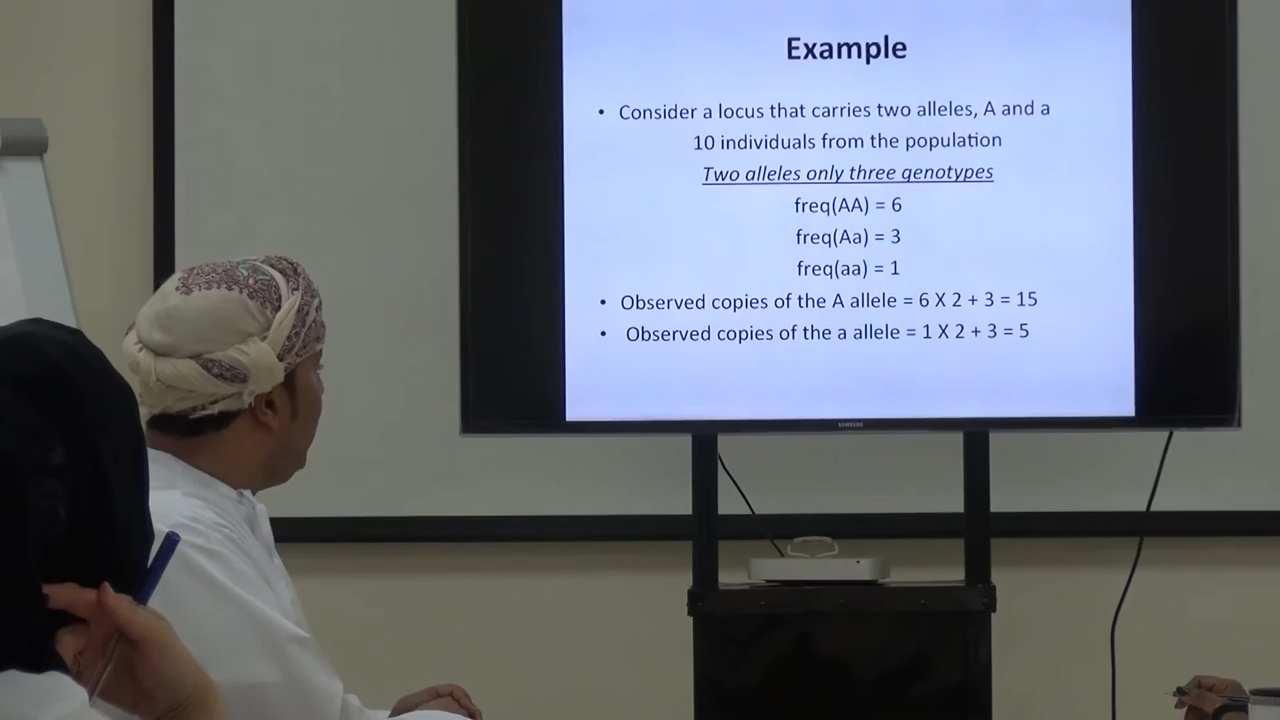 Example
• Consider a locus that carries two alleles, A and a
10 individuals from the population
Two alleles only three genotypes
freq(AA) = 6
freq(Aa) = 3
freq(aa) = 1
• Observed copies of the A allele = 6 X 2 + 3 = 15
• Observed copies of the a allele = 1 X 2 + 3 = 5
SAMSUNG